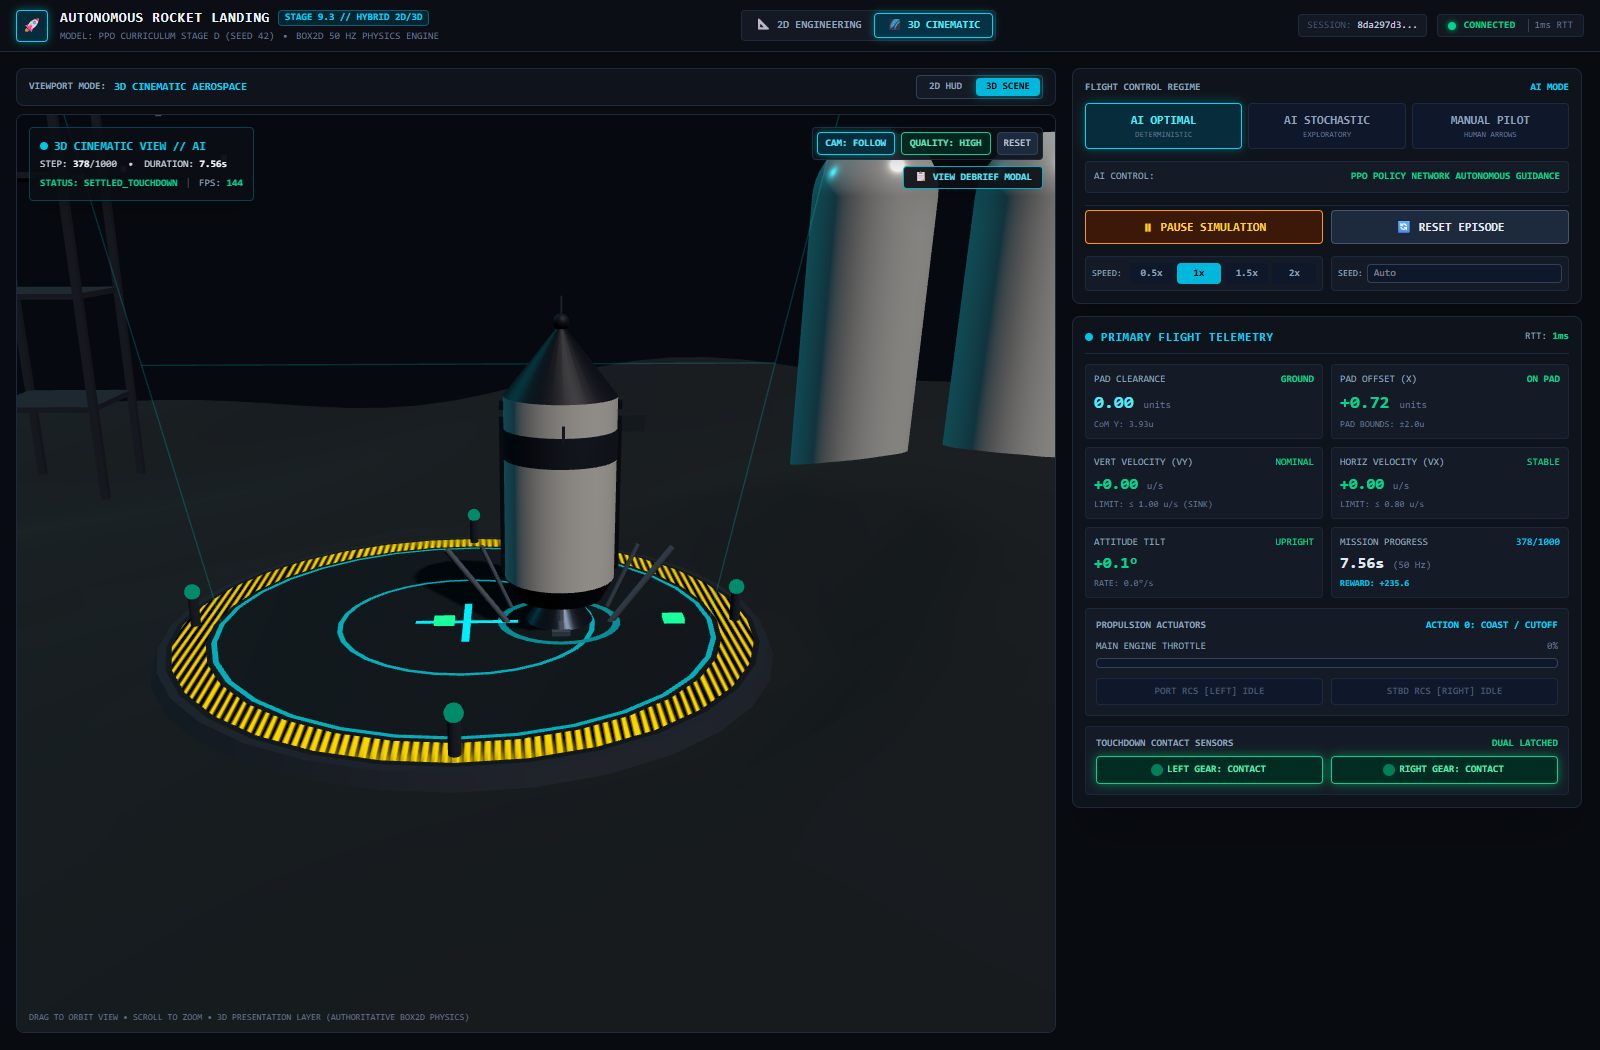 AUTONOMOUS ROCKET LANDING
STAGE 9.3 // HYBRID 2D/3D
MODEL: PPO CURRICULUM STAGE D (SEED 42) • BOX2D 50 HZ PHYSICS ENGINE
2D ENGINEERING
3D CINEMATIC
SESSION: 8da297d3...
CONNECTED
1ms RTT
VIEWPORT MODE: 3D CINEMATIC AEROSPACE
2D HUD
3D SCENE
3D CINEMATIC VIEW // AI
STEP: 378/1000 • DURATION: 7.56s
STATUS: SETTLED_TOUCHDOWN | FPS: 144
CAM: FOLLOW
QUALITY: HIGH
RESET
VIEW DEBRIEF MODAL
DRAG TO ORBIT VIEW • SCROLL TO ZOOM • 3D PRESENTATION LAYER (AUTHORITATIVE BOX2D PHYSICS)
FLIGHT CONTROL REGIME
AI MODE
AI OPTIMAL
DETERMINISTIC
AI STOCHASTIC
EXPLORATORY
MANUAL PILOT
HUMAN ARROWS
AI CONTROL:
PPO POLICY NETWORK AUTONOMOUS GUIDANCE
PAUSE SIMULATION
RESET EPISODE
SPEED:
0.5x
1x
1.5x
2x
SEED:
Auto
PRIMARY FLIGHT TELEMETRY
RTT: 1ms
PAD CLEARANCE
GROUND
0.00 units
CoM Y: 3.93u
PAD OFFSET (X)
ON PAD
+0.72 units
PAD BOUNDS: ±2.0u
VERT VELOCITY (VY)
NOMINAL
+0.00 u/s
LIMIT: ≤ 1.00 u/s (SINK)
HORIZ VELOCITY (VX)
STABLE
+0.00 u/s
LIMIT: ≤ 0.80 u/s
ATTITUDE TILT
UPRIGHT
+0.1°
RATE: 0.0°/s
MISSION PROGRESS
378/1000
7.56s (50 Hz)
REWARD: +235.6
PROPULSION ACTUATORS
ACTION 0: COAST / CUTOFF
MAIN ENGINE THROTTLE
0%
PORT RCS [LEFT] IDLE
STBD RCS [RIGHT] IDLE
TOUCHDOWN CONTACT SENSORS
DUAL LATCHED
LEFT GEAR: CONTACT
RIGHT GEAR: CONTACT